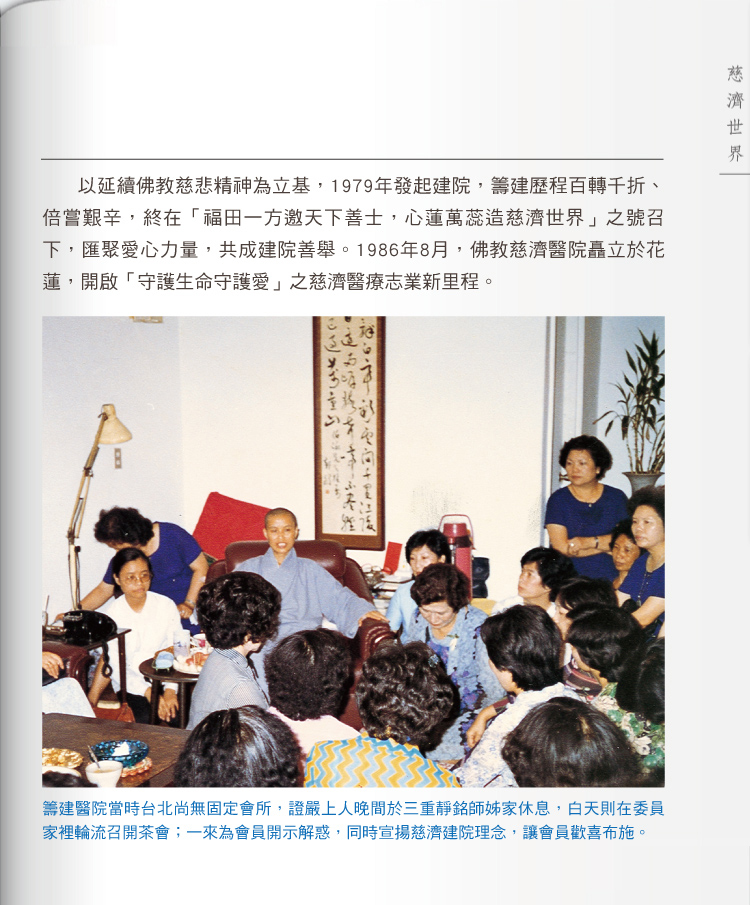 慈濟世界
以延續佛教慈悲精神為立基，1979年發起建院，籌建歷程百轉千折、
倍嘗艱辛，終在「福田一方邀天下善士，心蓮萬蕊造慈濟世界」之號召
下，匯聚愛心力量，共成建院善舉。1986年8月，佛教慈濟醫院矗立於花
蓮，開啟「守護生命守護愛」之慈濟醫療志業新里程。
籌建醫院當時台北尚無固定會所，證嚴上人晚間於三重靜銘師姊家休息，白天則在委員
家裡輪流召開茶會；一來為會員開示解惑，同時宣揚慈濟建院理念，讓會員歡喜布施。